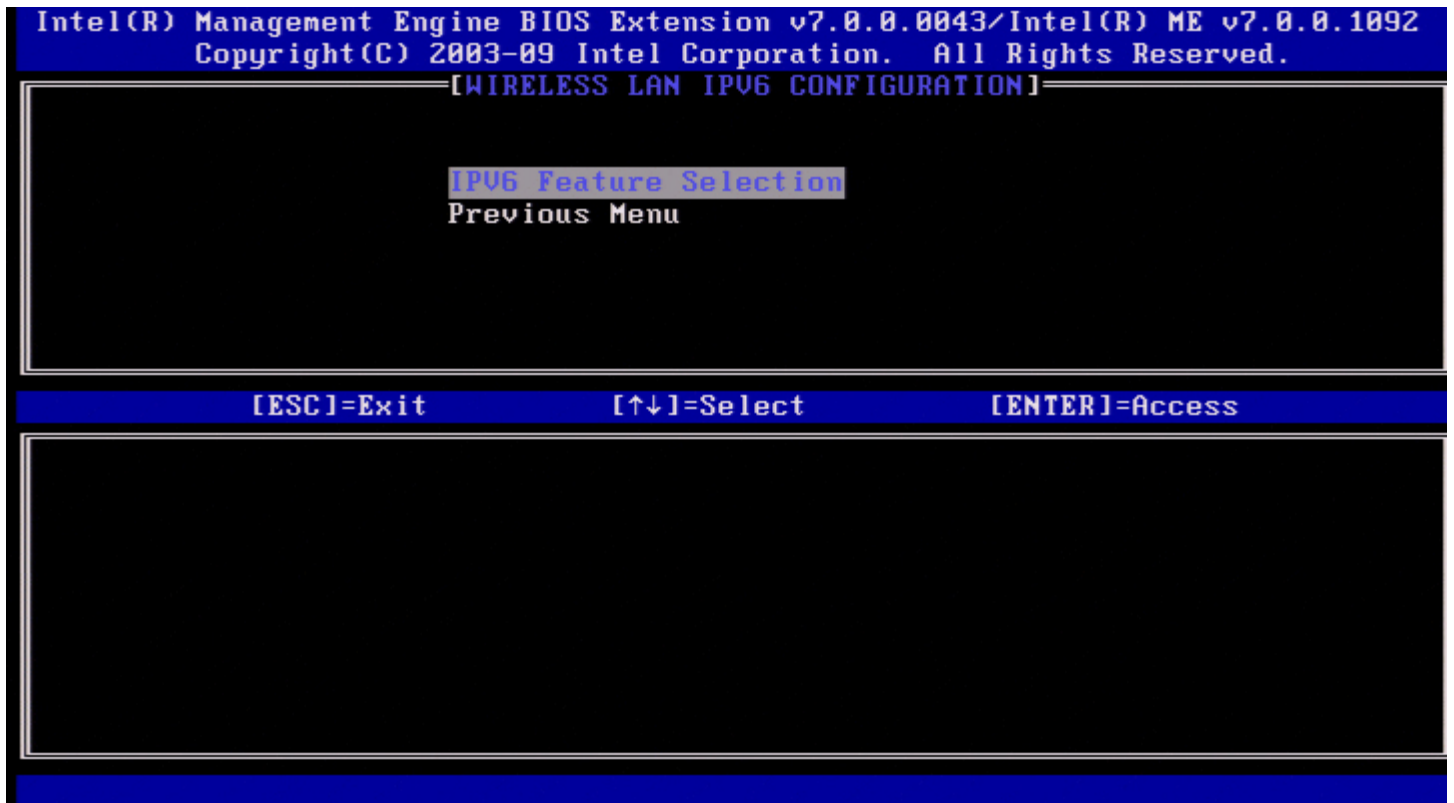 Intel(R) Management Engine BIOS Extension v7.0.0.0043/Intel(R) ME v7.0.0.1092
Copyright(C) 2003-09 Intel Corporation. All Rights Reserved.
[WIRELESS LAN IPV6 CONFIGURATION]
IPV6 Feature Selection
Previous Menu
[ESC]=Exit [↑↓]=Select [ENTER]=Access